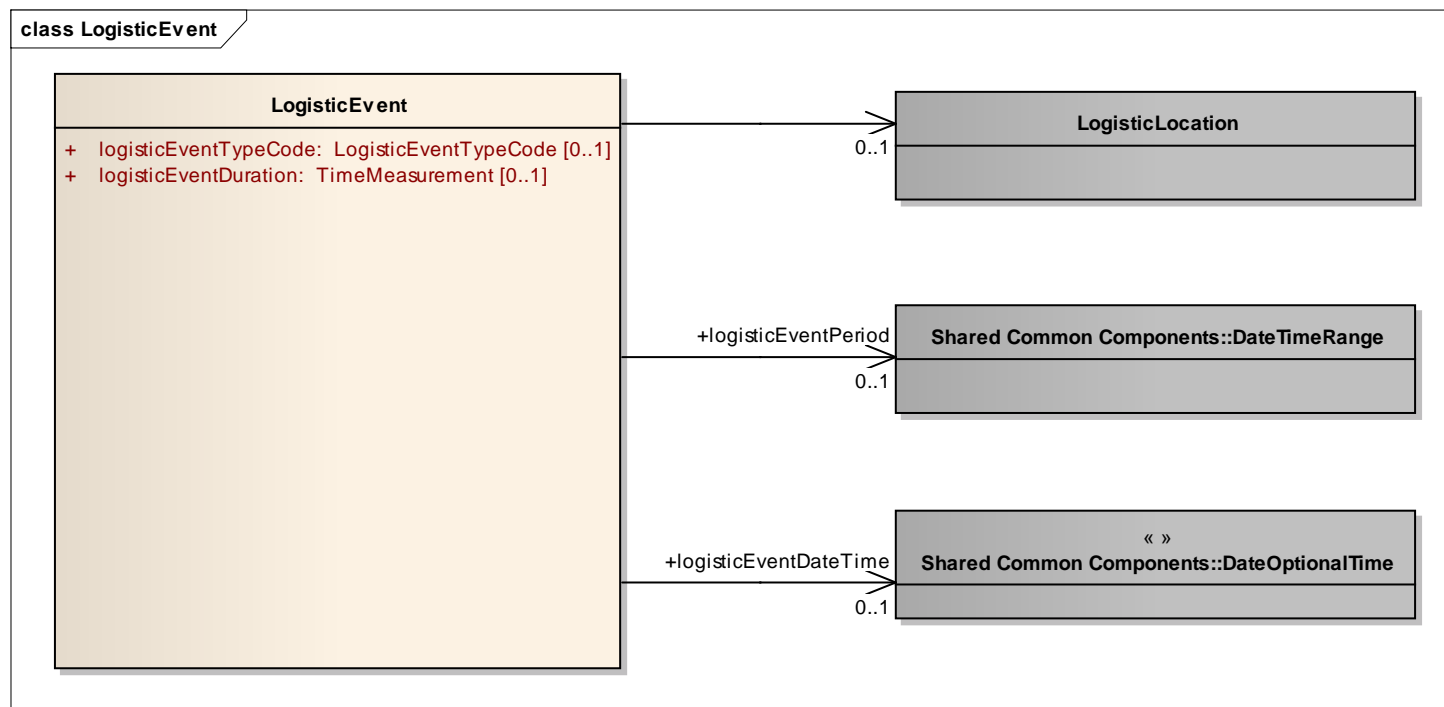 class LogisticEvent
LogisticEvent
+ logisticEventTypeCode: LogisticEventTypeCode [0..1]
+ logisticEventDuration: TimeMeasurement [0..1]
LogisticLocation
0..1
+logisticEventPeriod
Shared Common Components::DateTimeRange
0..1
« »
+logisticEventDateTime
Shared Common Components::DateOptionalTime
0..1